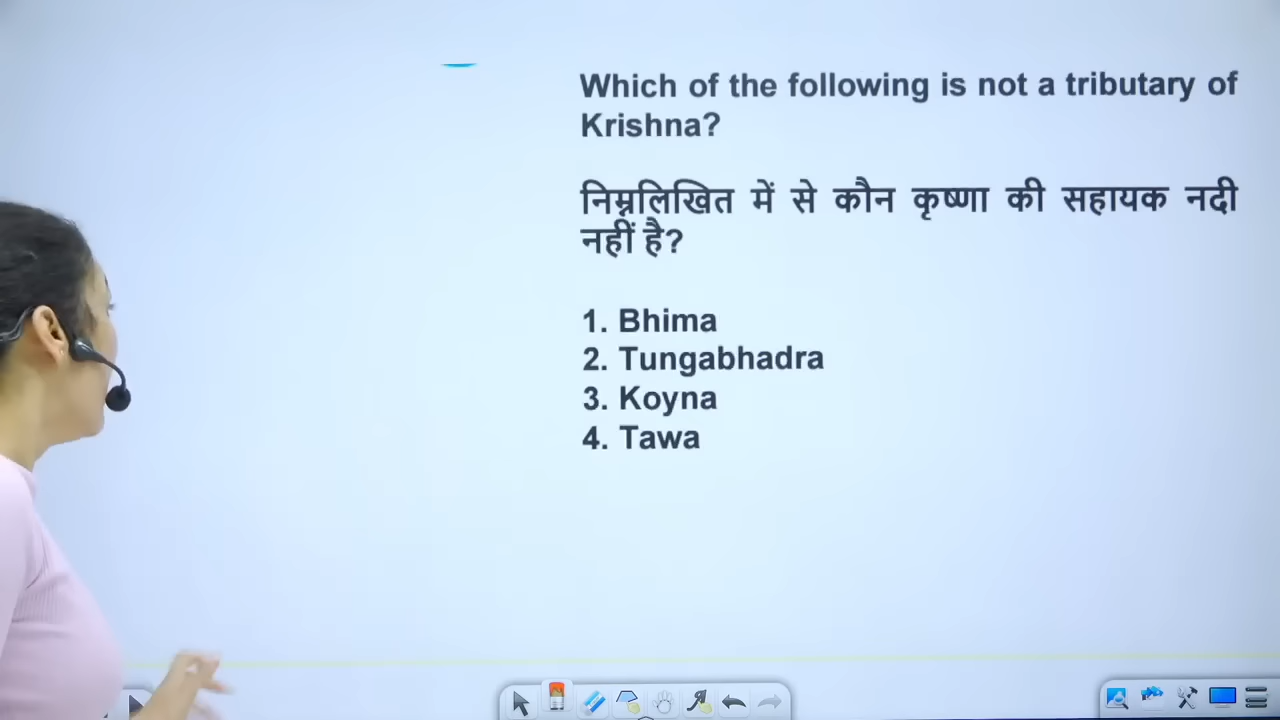 Which of the following is not a tributary of
Krishna?
निम्नलिखित में से कौन कृष्णा की सहायक नदी
नहीं है?
1. Bhima
2. Tungabhadra
3. Koyna
4. Tawa